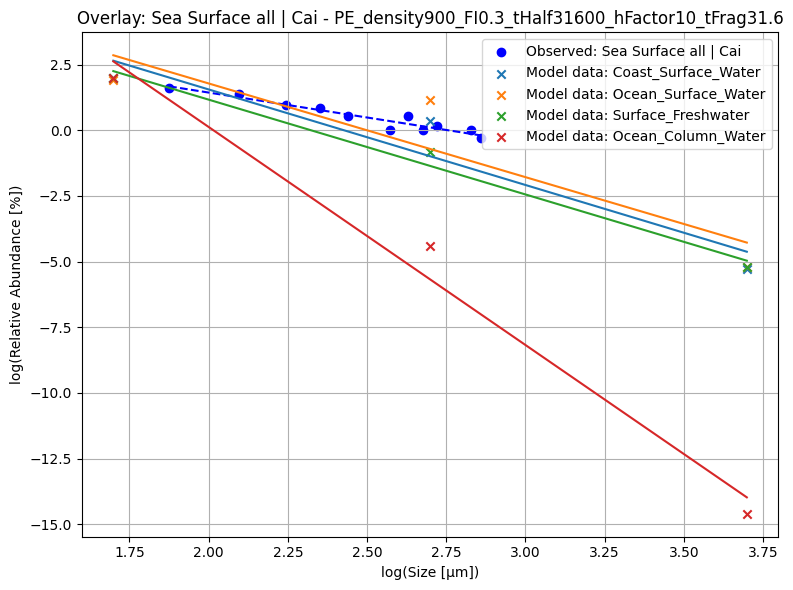 Overlay: Sea Surface all | Cai - PE_density900_FI0.3_tHalf31600_hFactor10_tFrag31.6
Observed: Sea Surface all | Cai
Model data: Coast_Surface_Water
Model data: Ocean_Surface_Water
Model data: Surface_Freshwater
Model data: Ocean_Column_Water
log(Relative Abundance [%])
2.5
0.0
−2.5
−5.0
−7.5
−10.0
−12.5
−15.0
1.75
2.00
2.25
2.50
2.75
3.00
3.25
3.50
3.75
log(Size [μm])